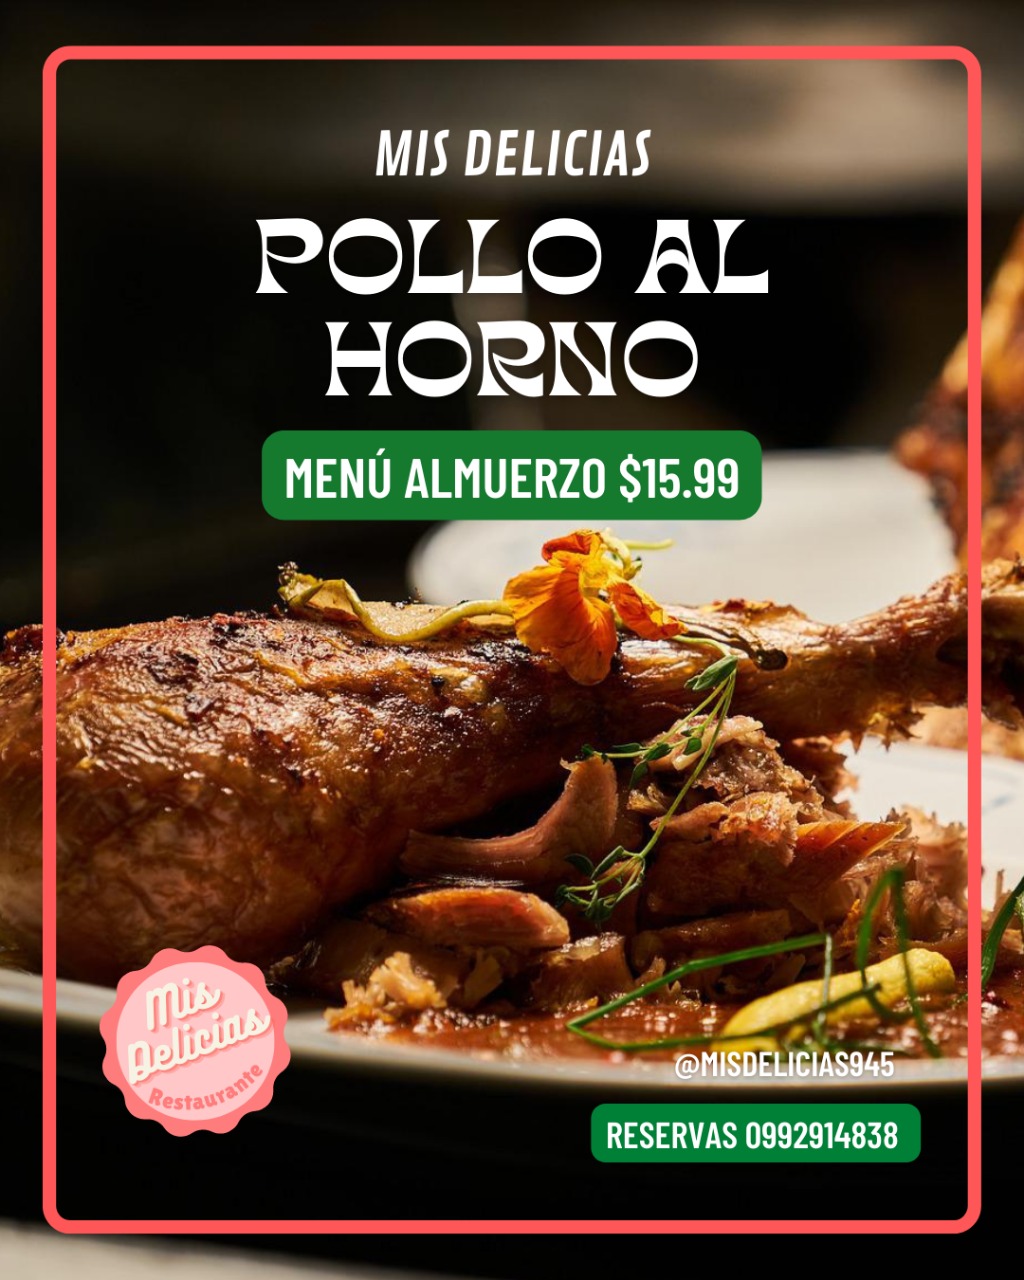 MIS DELICIAS
POLLO AL
HORNO
MENÚ ALMUERZO $15.99
Mis
Delicias
Restaurante
@MISDELICIAS945
RESERVAS 0992914838